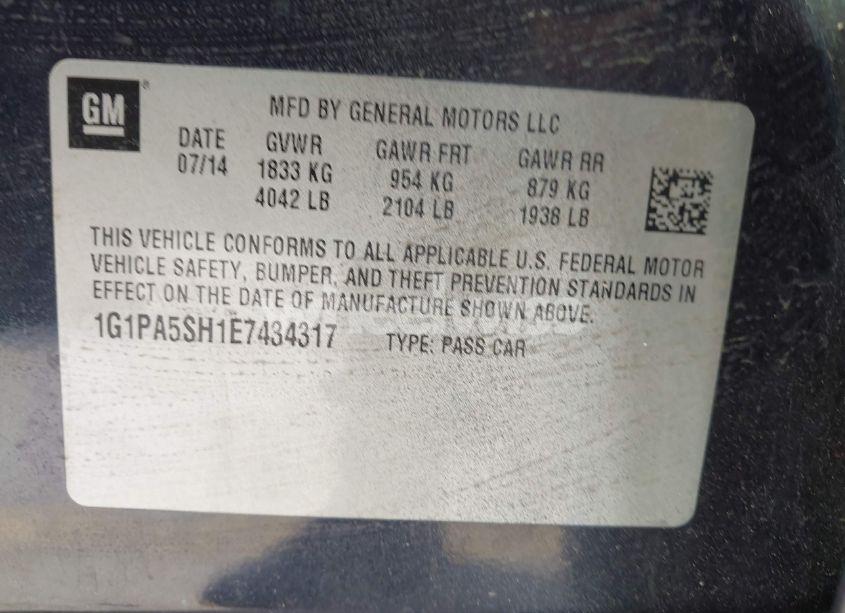 GM
MFD BY GENERAL MOTORS LLC
DATE GVWR GAWR FRT GAWR RR
07/14 1833 KG 954 KG 879 KG
4042 LB 2104 LB 1938 LB
THIS VEHICLE CONFORMS TO ALL APPLICABLE U.S. FEDERAL MOTOR
VEHICLE SAFETY, BUMPER, AND THEFT PREVENTION STANDARDS IN
EFFECT ON THE DATE OF MANUFACTURE SHOWN ABOVE.
1G1PA5SH1E7434317 TYPE: PASS CAR